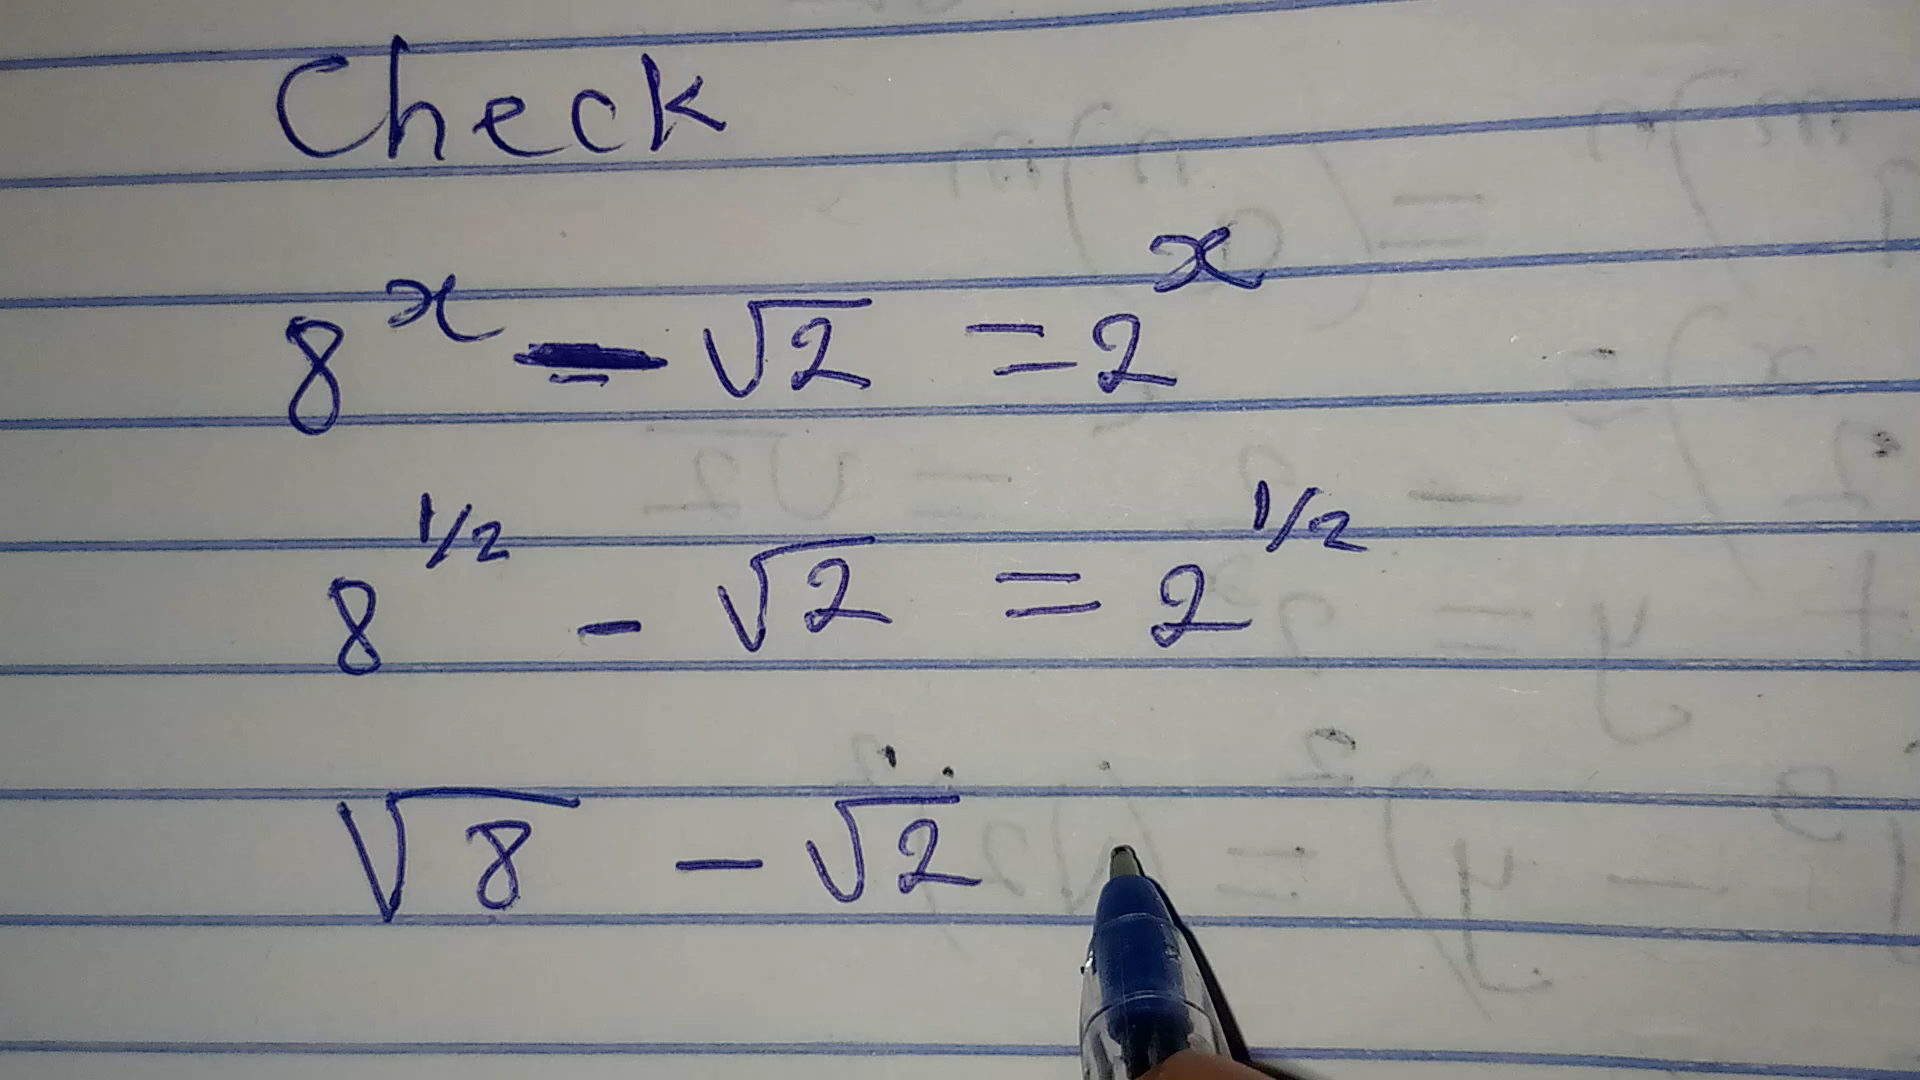 Check
8^x - √2 = 2^x
8^1/2 - √2 = 2^1/2
√8 - √2